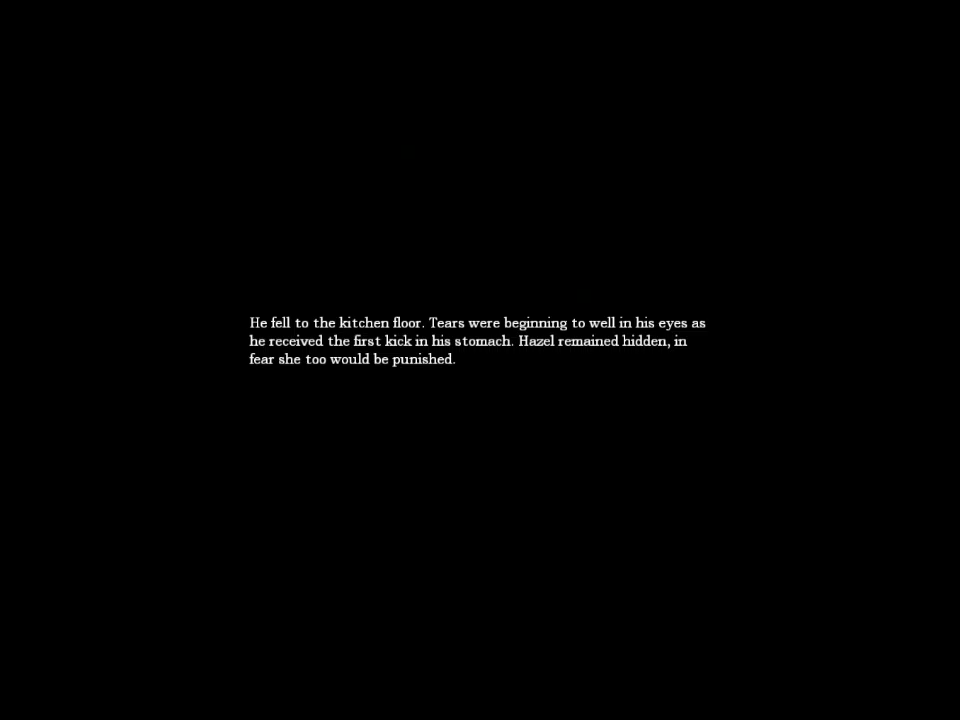 He fell to the kitchen floor. Tears were beginning to well in his eyes as
he received the first kick in his stomach. Hazel remained hidden, in
fear she too would be punished.